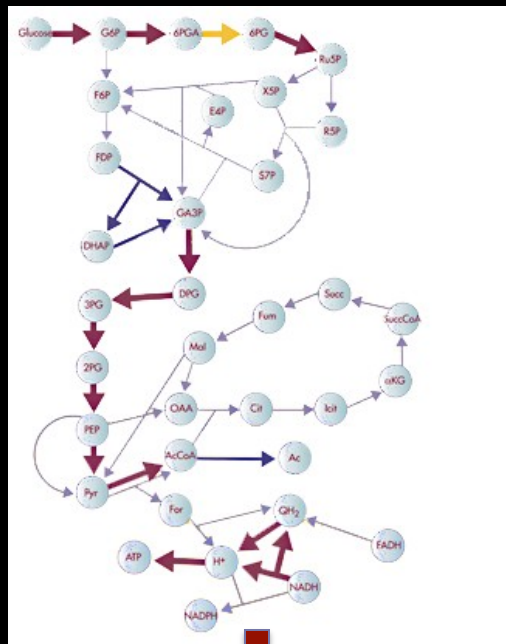 Glucose G6P 6PGA 6PG
Ru5P
F6P X5P
E4P
R5P
FDP
S7P
GA3P
DHAP
DPG
3PG
Succ
Fum SuccCoA
Mal
2PG
αKG
OAA Cit Icit
PEP
AcCoA Ac
Pyr
For QH2
FADH
ATP H+
NADH
NADPH